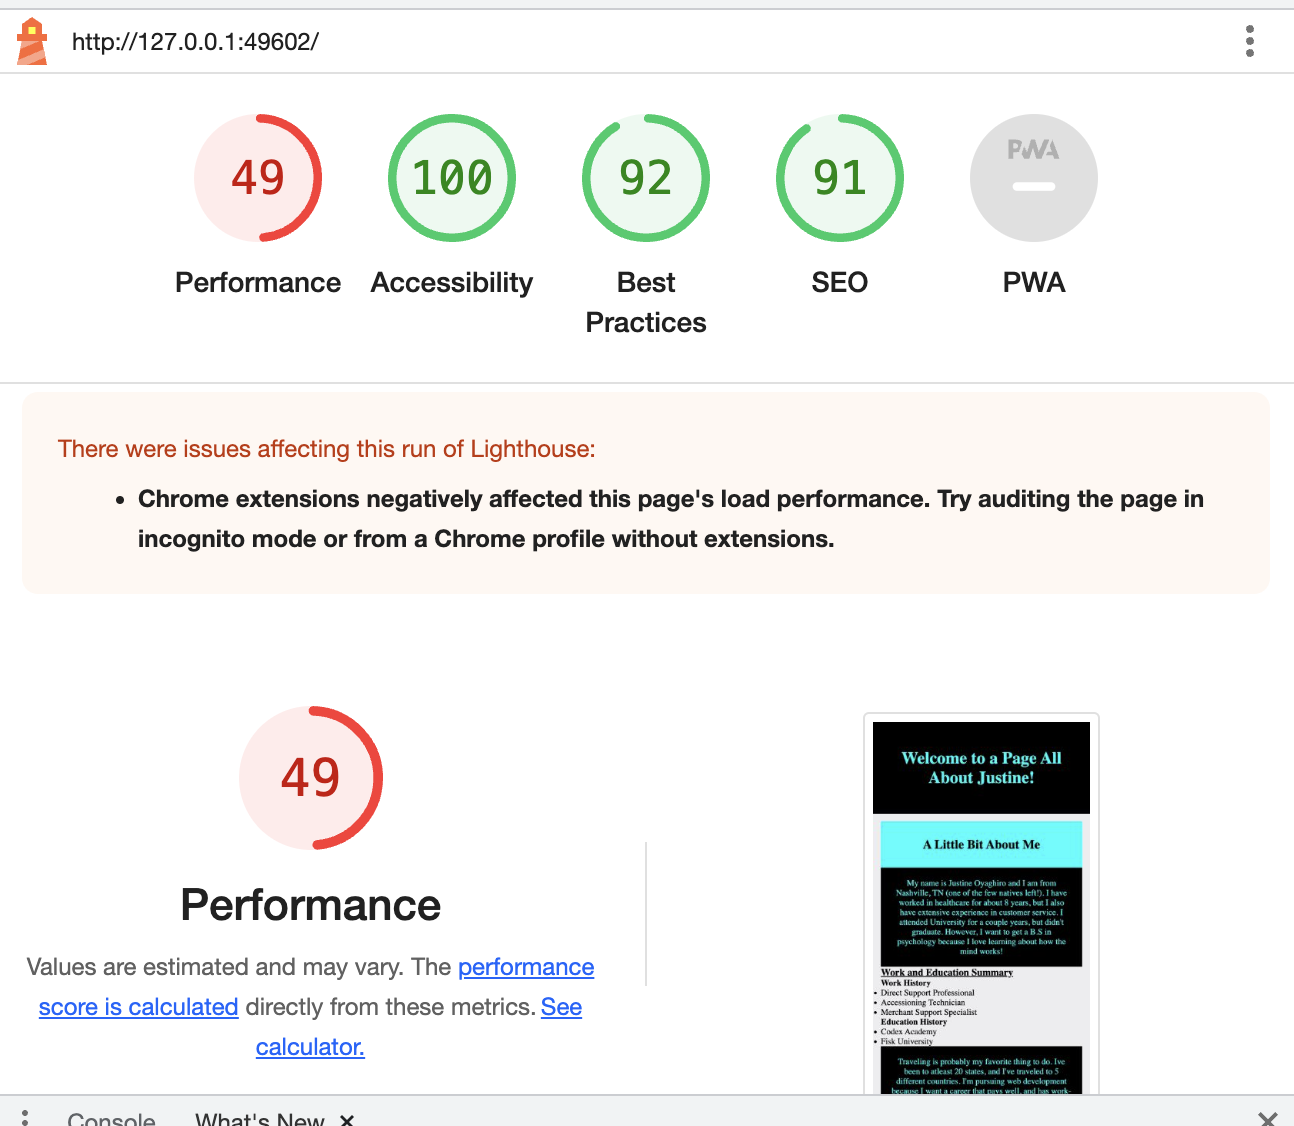 http://127.0.0.1:49602/
49
100
92
91
PWA
Performance
Accessibility
Best
Practices
SEO
PWA
There were issues affecting this run of Lighthouse:
• Chrome extensions negatively affected this page's load performance. Try auditing the page in
incognito mode or from a Chrome profile without extensions.
49
Performance
Values are estimated and may vary. The performance
score is calculated directly from these metrics. See
calculator.
Welcome to a Page All
About Justine!
A Little Bit About Me
My name is Justine Oyaghiro and I am from
Nashville, TN (one of the few natives left!). I have
worked in healthcare for about 8 years, but I also
have extensive experience in customer service. I
attended University for a couple years, but didn't
graduate. However, I want to get a B.S in
psychology because I love learning about how the
mind works!
Work and Education Summary
Work History
• Direct Support Professional
• Accessioning Technician
• Merchant Support Specialist
Education History
• Codex Academy
• Fisk University
Traveling is probably my favorite thing to do. Ive
been to atleast 20 states, and I've traveled to 5
different countries. I'm pursuing web development
because I want a career that pays well, and has work-
Console
What's New